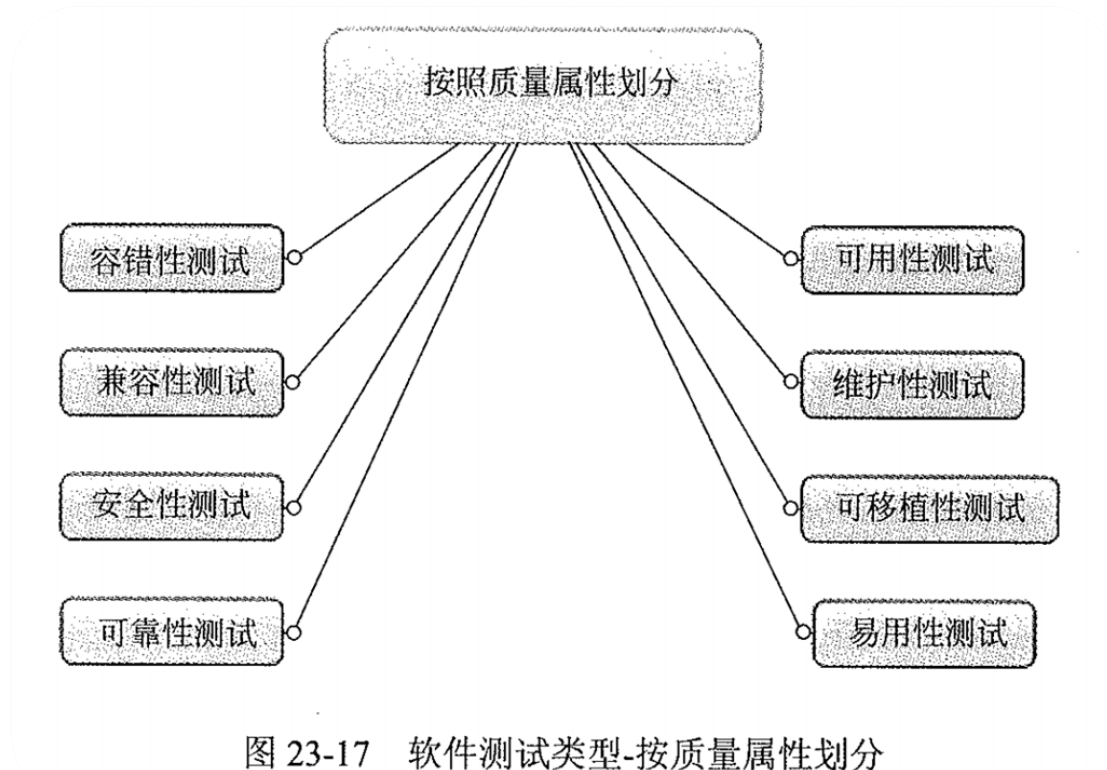 按照质量属性划分
容错性测试
可用性测试
兼容性测试
维护性测试
安全性测试
可移植性测试
可靠性测试
易用性测试
图 23-17 软件测试类型-按质量属性划分